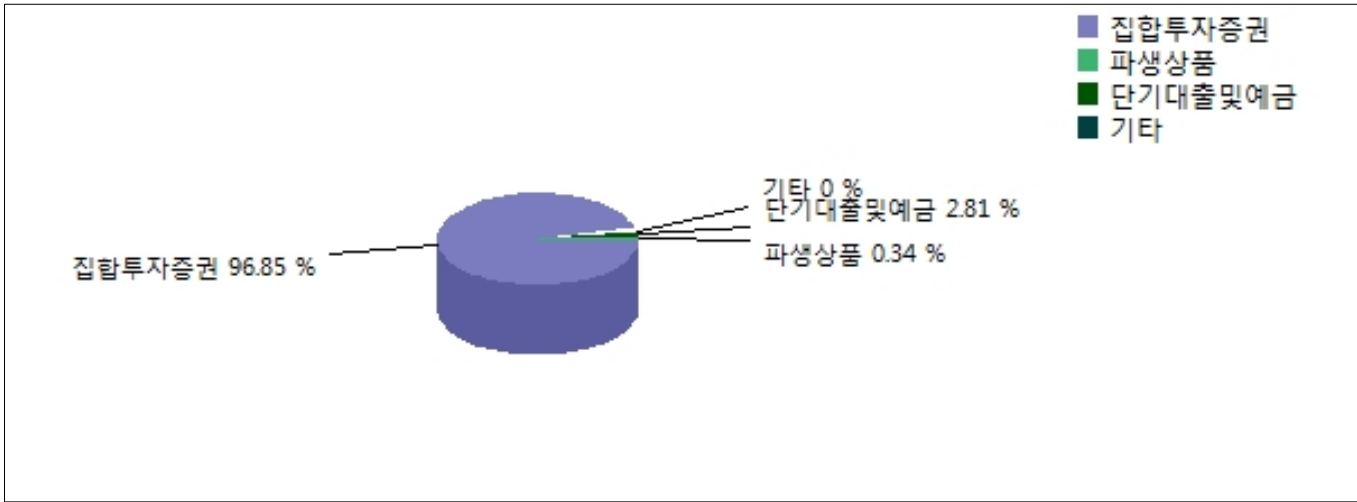 집합투자증권
파생상품
단기대출및예금
기타
기타 0 %
단기대출및예금 2.81 %
파생상품 0.34 %
집합투자증권 96.85 %